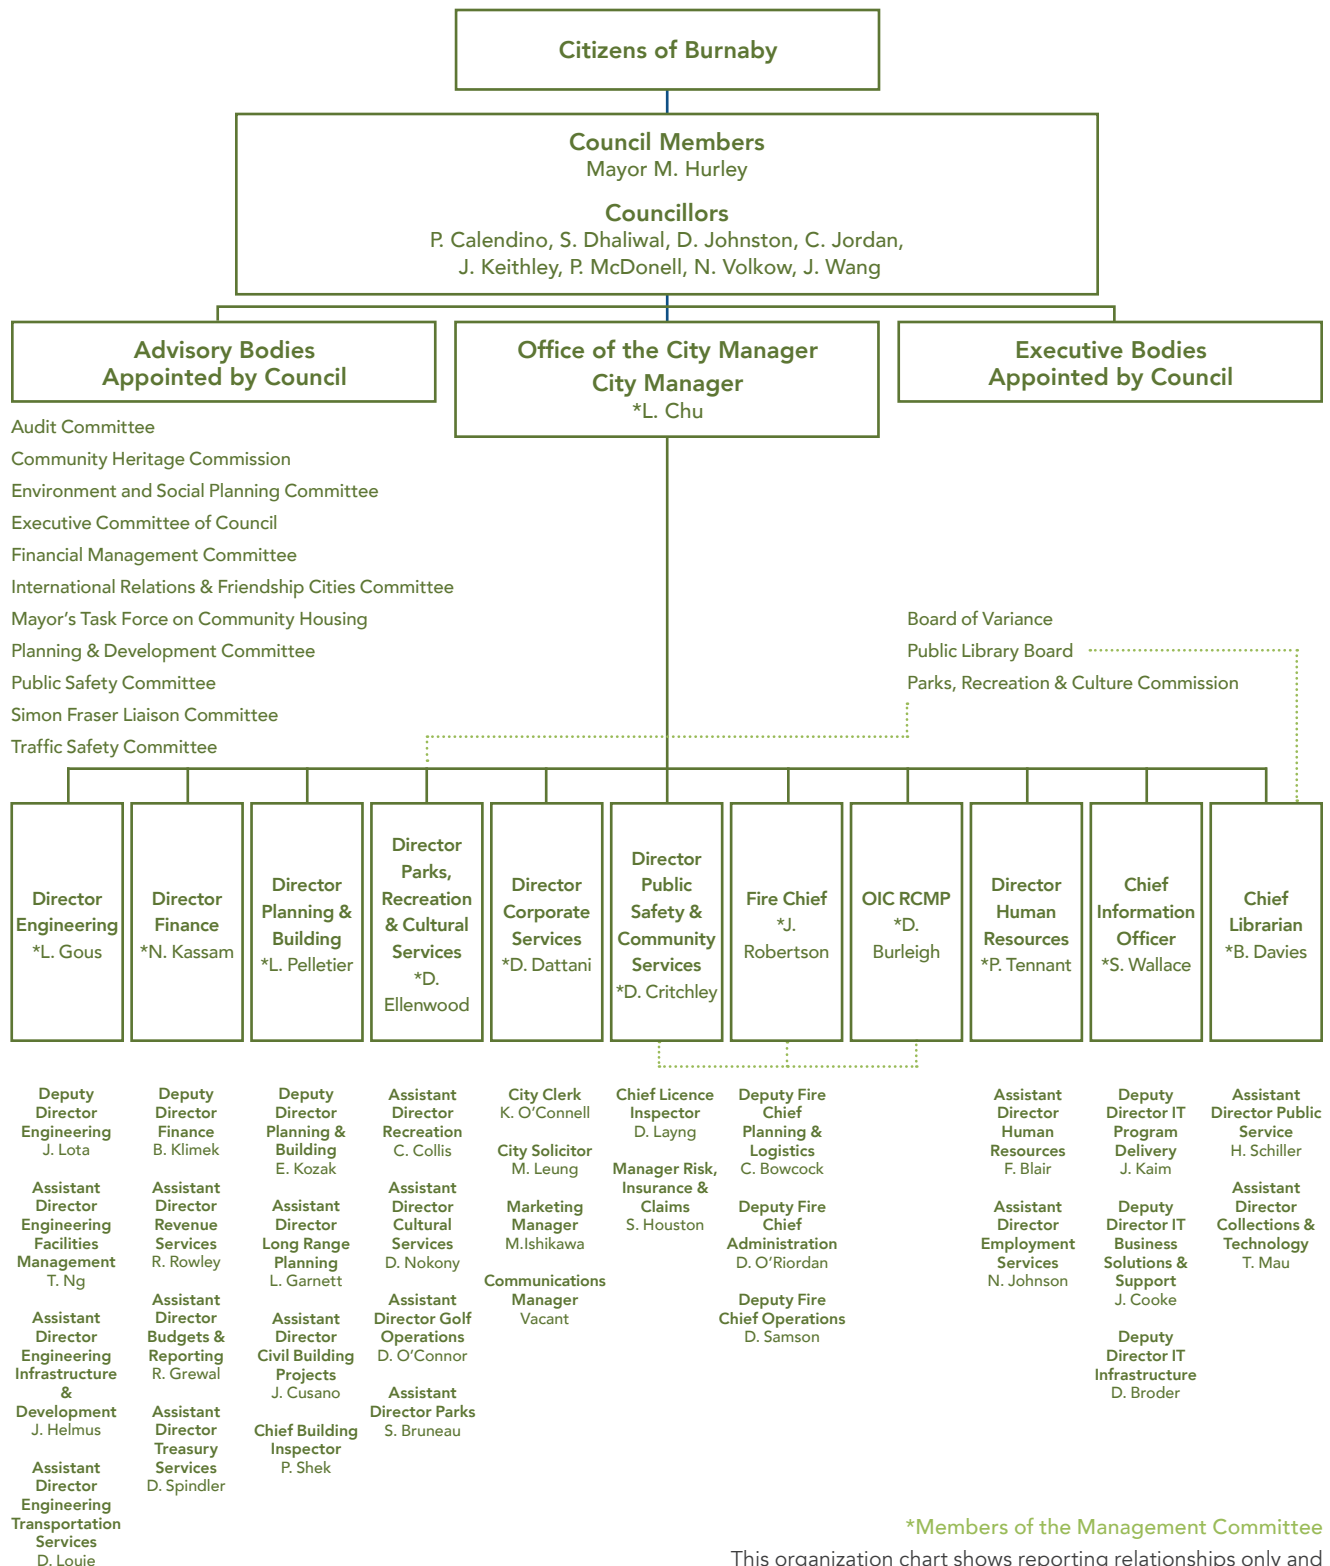 Citizens of Burnaby
Council Members
Mayor M. Hurley
Councillors
P. Calendino, S. Dhaliwal, D. Johnston, C. Jordan,
J. Keithley, P. McDonell, N. Volkow, J. Wang
Advisory Bodies
Appointed by Council
Office of the City Manager
City Manager
*L. Chu
Executive Bodies
Appointed by Council
Audit Committee
Community Heritage Commission
Environment and Social Planning Committee
Executive Committee of Council
Financial Management Committee
International Relations & Friendship Cities Committee
Mayor’s Task Force on Community Housing
Planning & Development Committee
Public Safety Committee
Simon Fraser Liaison Committee
Traffic Safety Committee
Board of Variance
Public Library Board
Parks, Recreation & Culture Commission
Director
Engineering
*L. Gous
Director
Finance
*N. Kassam
Director
Planning &
Building
*L. Pelletier
Director
Parks,
Recreation
& Cultural
Services
*D.
Ellenwood
Director
Corporate
Services
*D. Dattani
Director
Public
Safety &
Community
Services
*D. Critchley
Fire Chief
*J.
Robertson
OIC RCMP
*D.
Burleigh
Director
Human
Resources
*P. Tennant
Chief
Information
Officer
*S. Wallace
Chief
Librarian
*B. Davies
Deputy
Director
Engineering
J. Lota
Assistant
Director
Engineering
Facilities
Management
T. Ng
Assistant
Director
Engineering
Infrastructure
&
Development
J. Helmus
Assistant
Director
Engineering
Transportation
Services
D. Louie
Deputy
Director
Finance
B. Klimek
Assistant
Director
Revenue
Services
R. Rowley
Assistant
Director
Budgets &
Reporting
R. Grewal
Assistant
Director
Treasury
Services
D. Spindler
Deputy
Director
Planning &
Building
E. Kozak
Assistant
Director
Long Range
Planning
L. Garnett
Assistant
Director
Civil Building
Projects
J. Cusano
Chief Building
Inspector
P. Shek
Assistant
Director
Recreation
C. Collis
Assistant
Director
Cultural
Services
D. Nokony
Assistant
Director Golf
Operations
D. O’Connor
Assistant
Director Parks
S. Bruneau
City Clerk
K. O’Connell
City Solicitor
M. Leung
Marketing
Manager
M.Ishikawa
Communications
Manager
Vacant
Chief Licence
Inspector
D. Layng
Manager Risk,
Insurance &
Claims
S. Houston
Deputy Fire
Chief
Planning &
Logistics
C. Bowcock
Deputy Fire
Chief
Administration
D. O’Riordan
Deputy Fire
Chief Operations
D. Samson
Assistant
Director
Human
Resources
F. Blair
Assistant
Director
Employment
Services
N. Johnson
Deputy
Director IT
Program
Delivery
J. Kaim
Deputy
Director IT
Business
Solutions &
Support
J. Cooke
Deputy
Director IT
Infrastructure
D. Broder
Assistant
Director Public
Service
H. Schiller
Assistant
Director
Collections &
Technology
T. Mau
*Members of the Management Committee
This organization chart shows reporting relationships only and